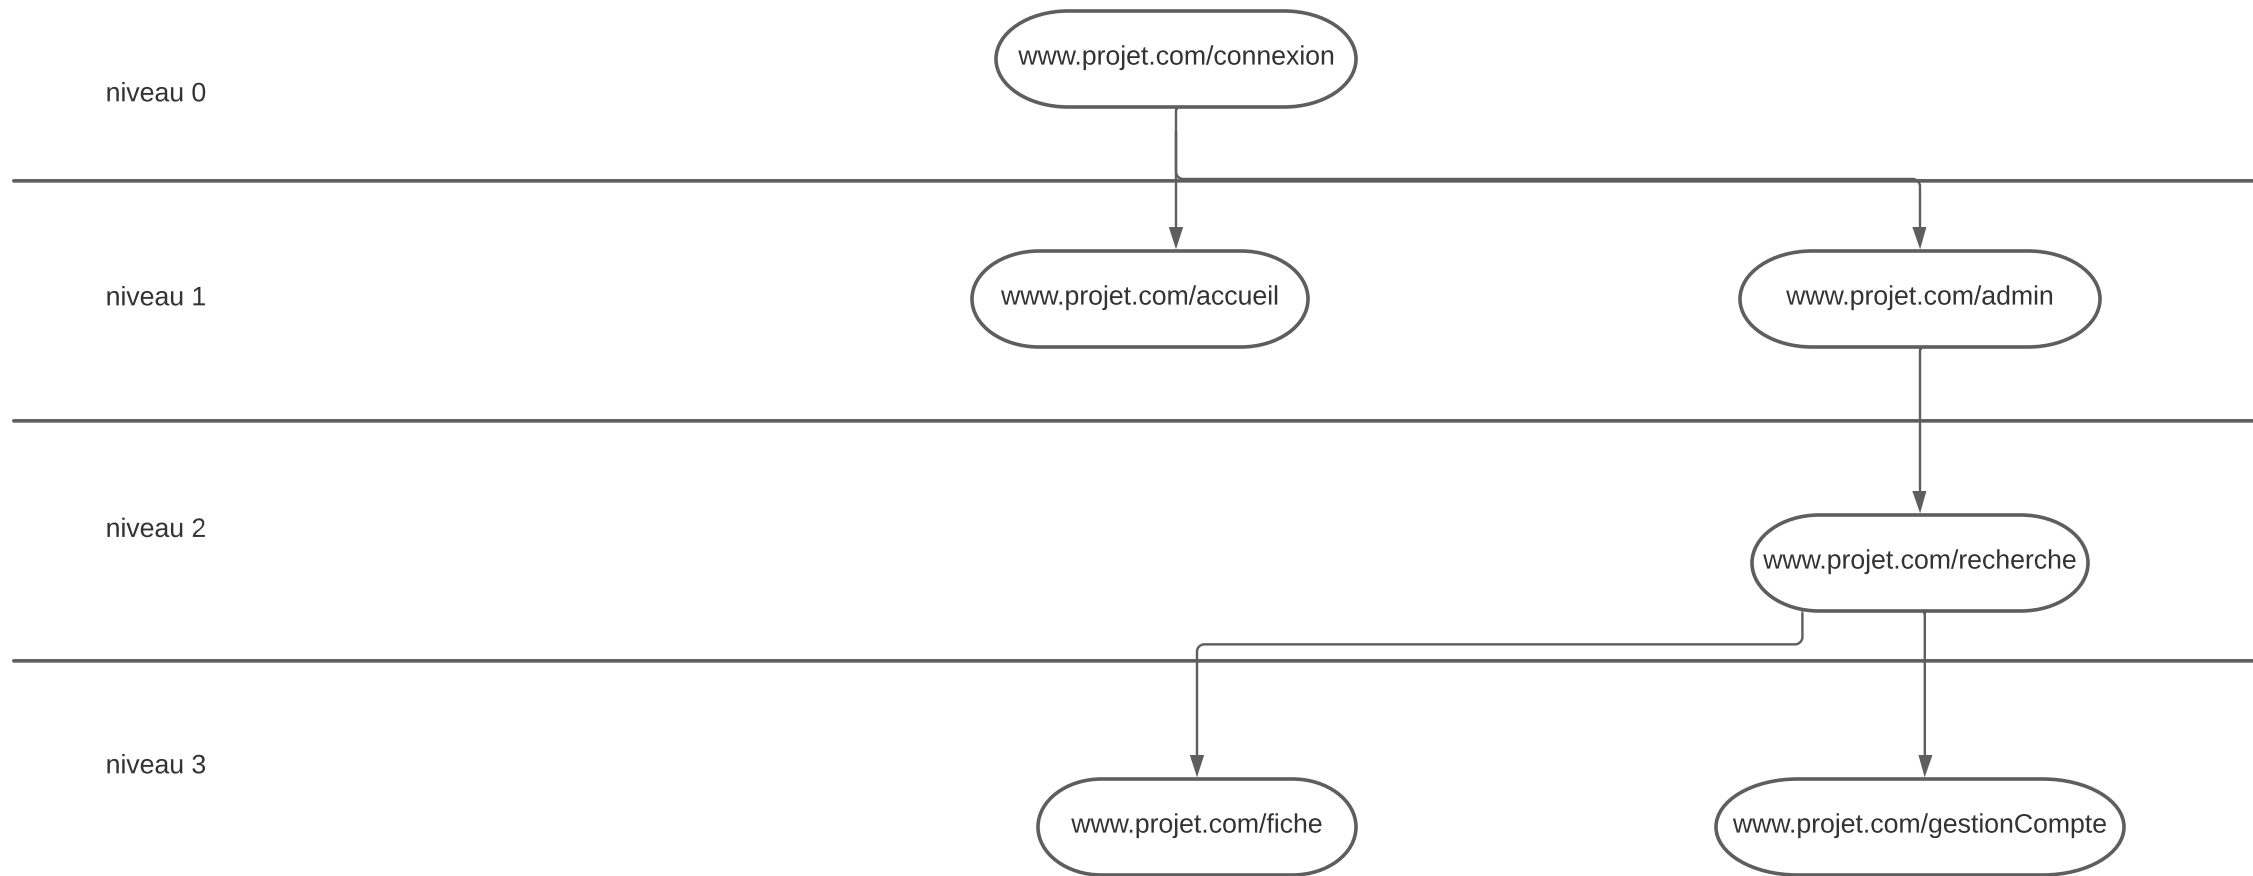 www.projet.com/connexion
niveau 0
niveau 1
www.projet.com/accueil
www.projet.com/admin
niveau 2
www.projet.com/recherche
niveau 3
www.projet.com/fiche
www.projet.com/gestionCompte